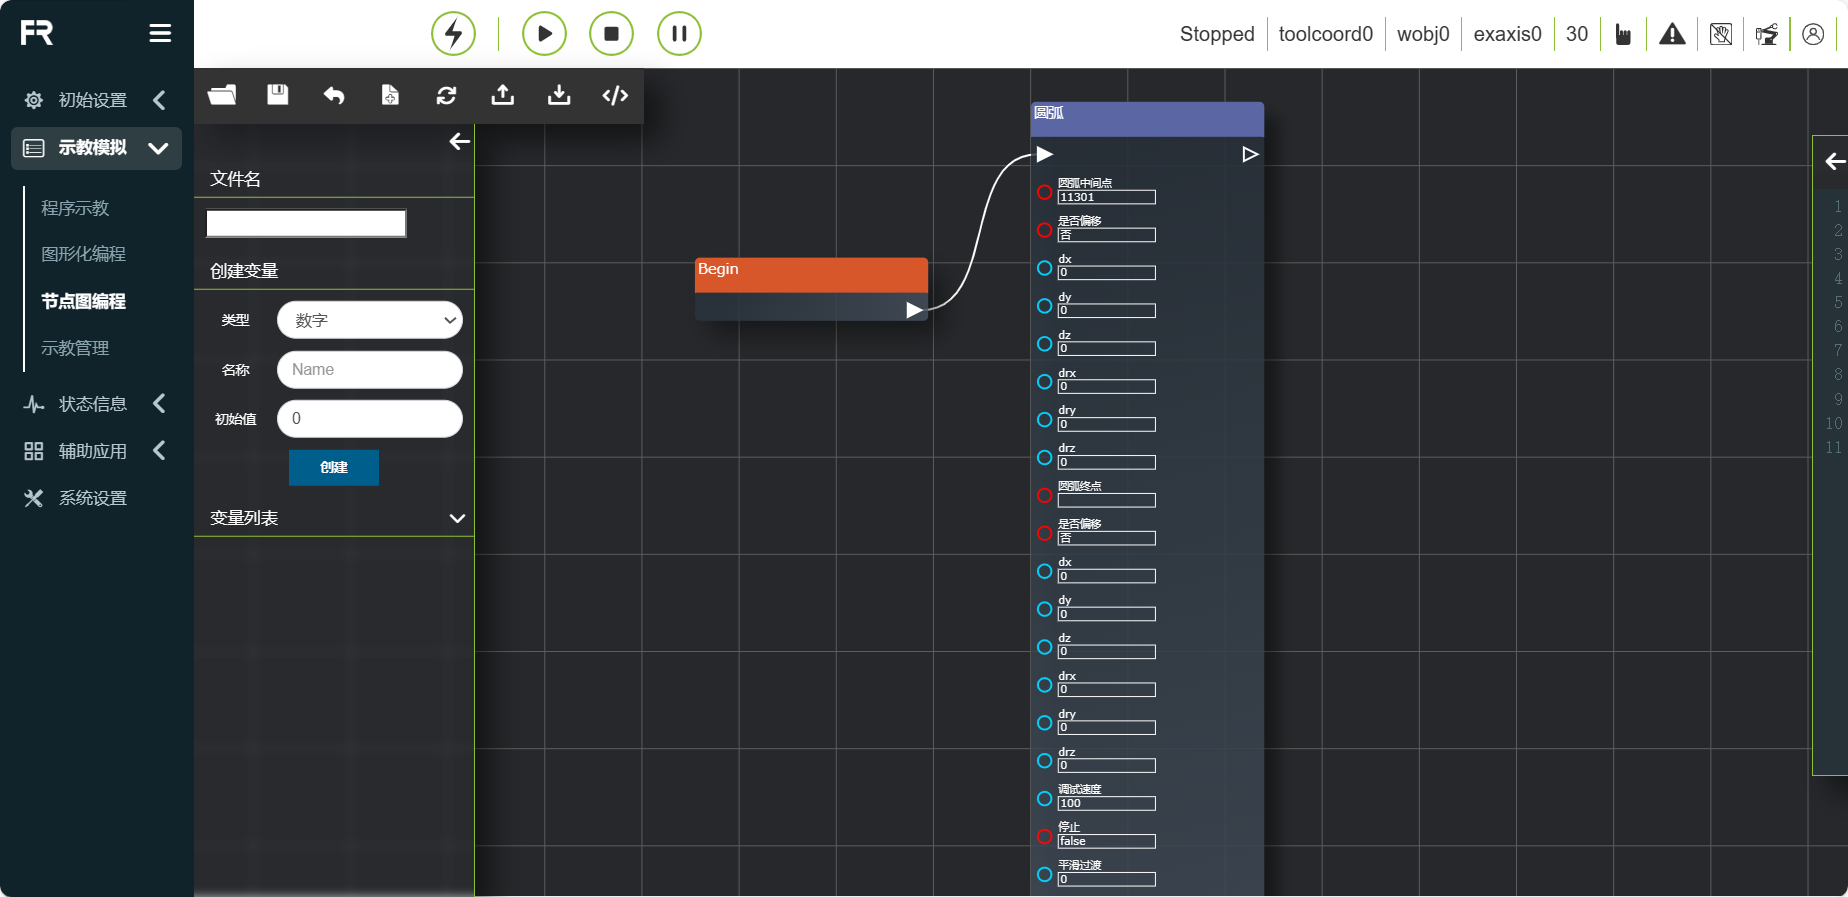 FR
Stopped
toolcoord0
wobj0
exaxis0
30
初始设置
示教模拟
程序示教
图形化编程
节点图编程
示教管理
状态信息
辅助应用
系统设置
文件名
创建变量
类型
数字
名称
Name
初始值
0
创建
变量列表
Begin
圆弧
圆弧中间点
11301
是否偏移
否
dx
0
dy
0
dz
0
drx
0
dry
0
drz
0
圆弧终点
是否偏移
否
dx
0
dy
0
dz
0
drx
0
dry
0
drz
0
调试速度
100
停止
false
平滑过渡
0
1
2
3
4
5
6
7
8
9
10
11